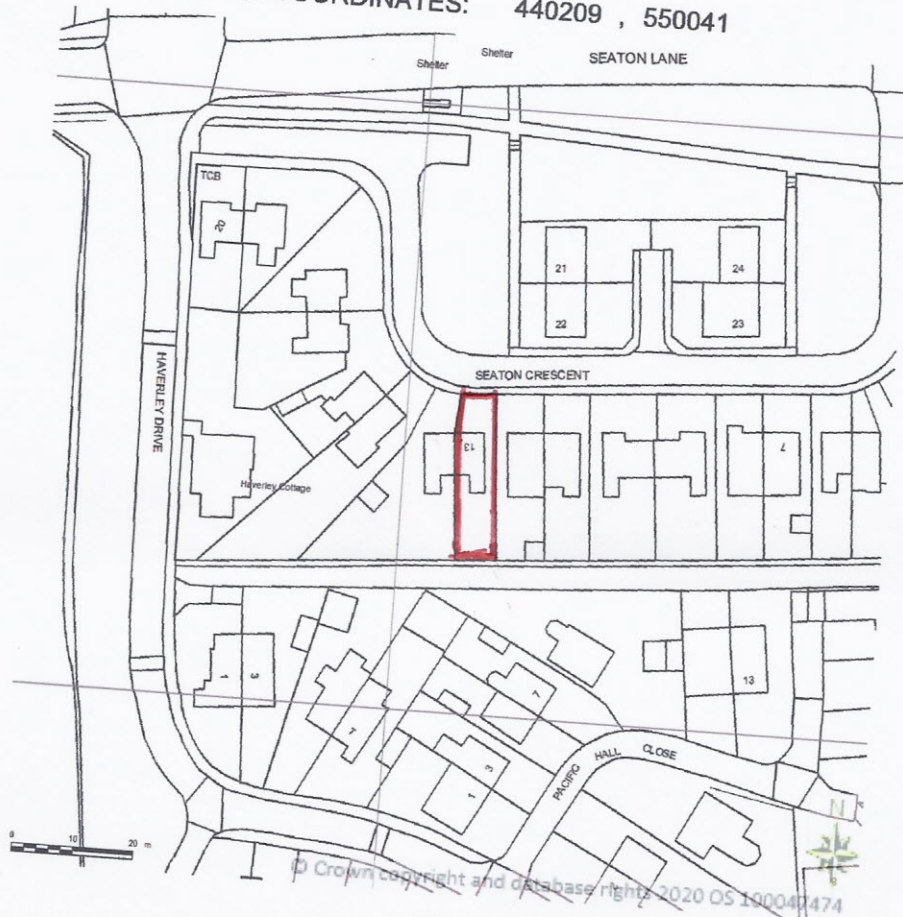 ORDINATES: 440209 , 550041
Shelter
Shelter
SEATON LANE
TCB
21
24
22
23
SEATON CRESCENT
HAVERLEY DRIVE
13
7
Haverley Cottage
1
3
7
7
13
3
1
PACIFIC HALL CLOSE
0 10 20 m
N
© Crown copyright and database rights 2020 OS 100047474